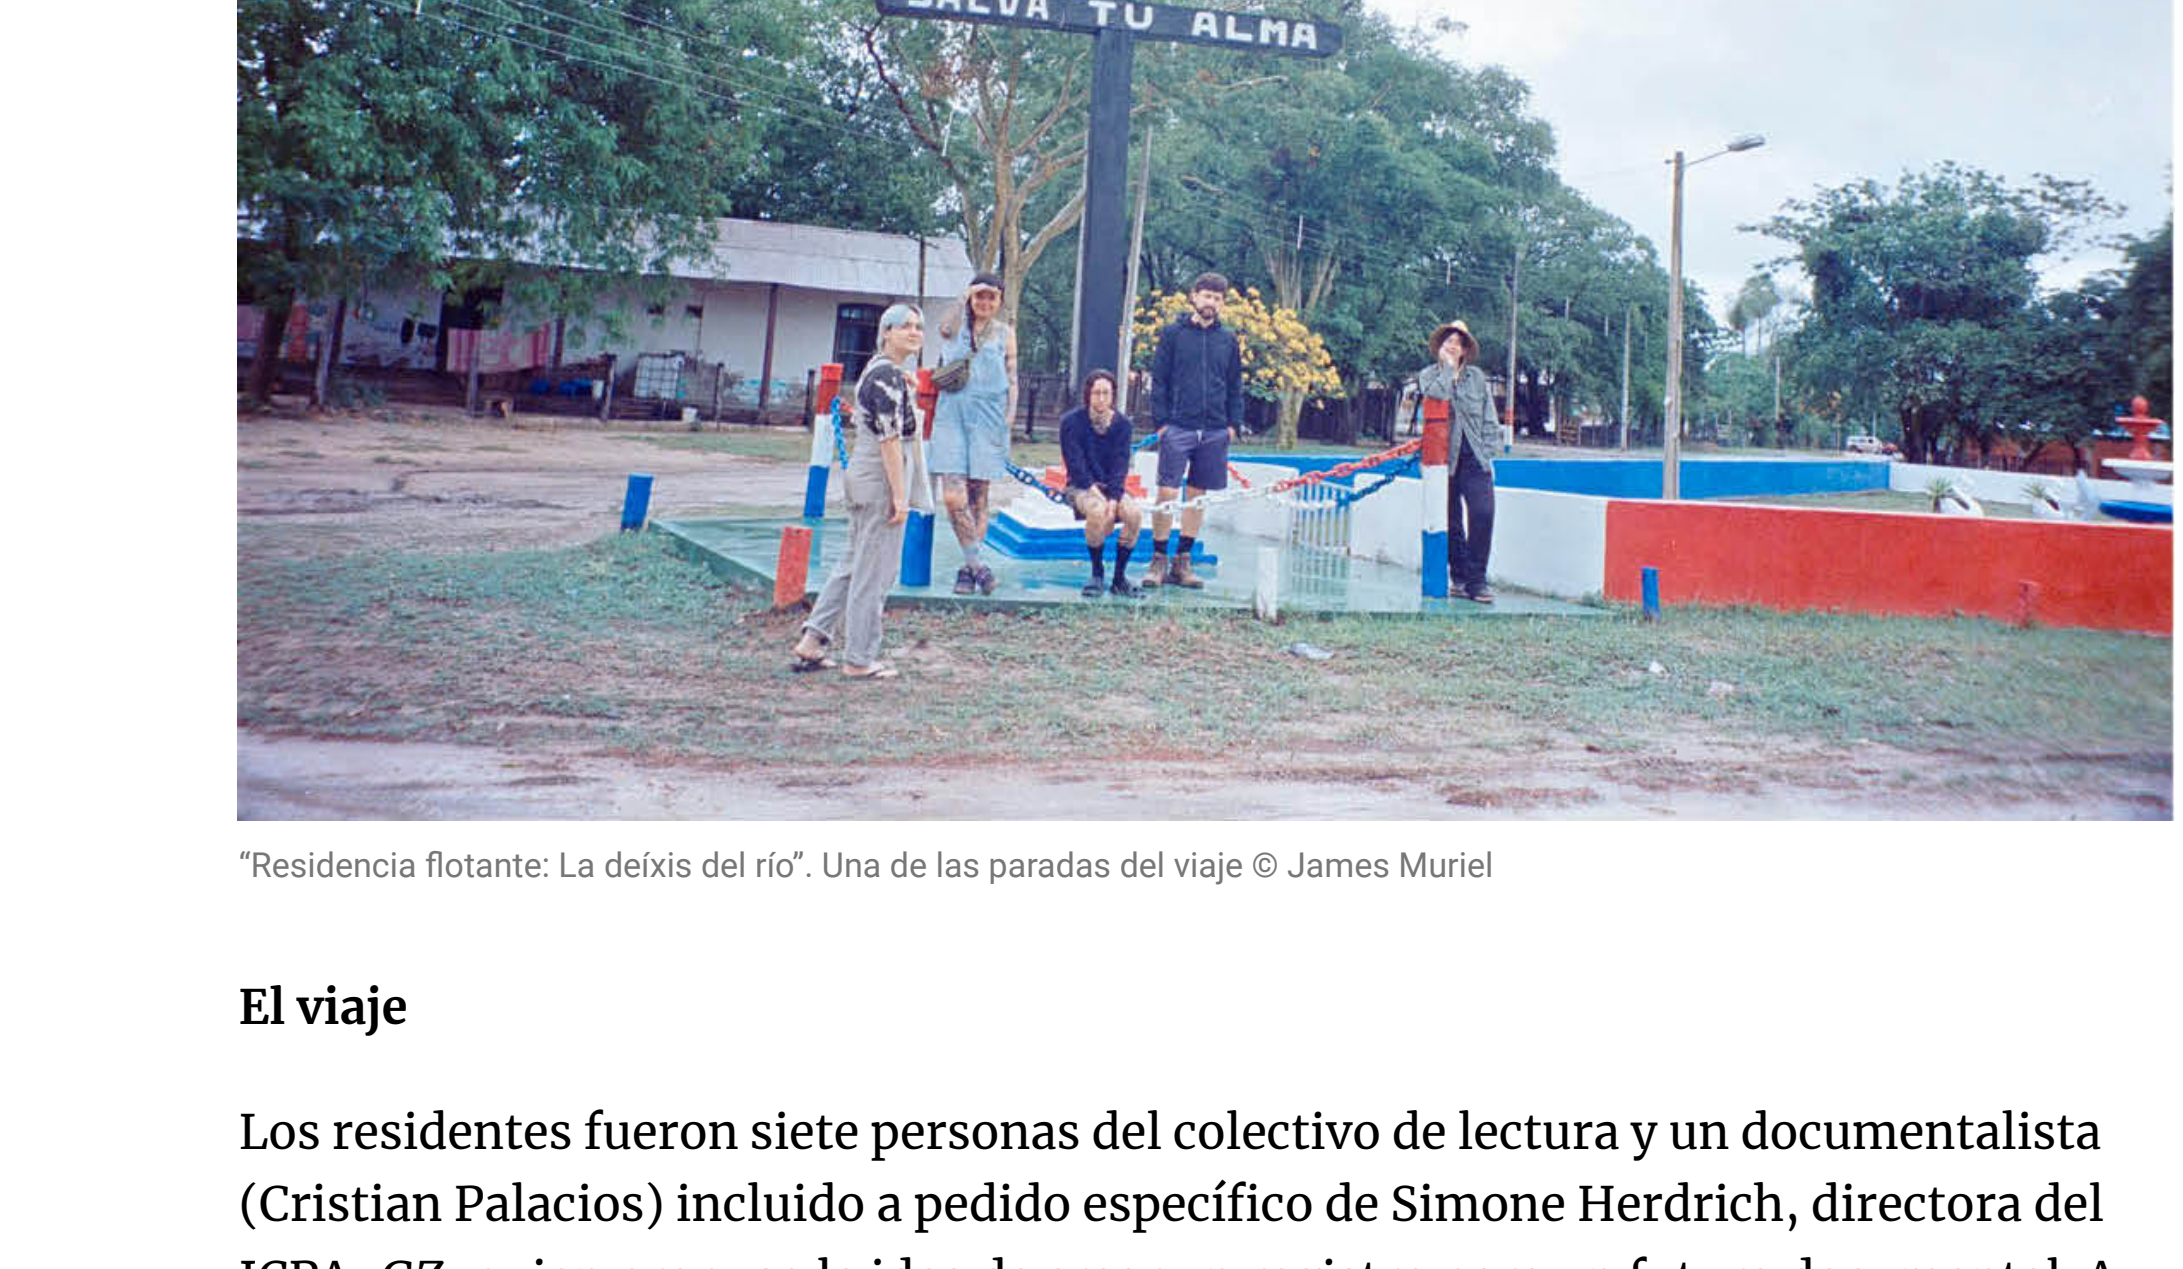 SALVA TU ALMA
“Residencia flotante: La deíxis del río”. Una de las paradas del viaje © James Muriel
El viaje
Los residentes fueron siete personas del colectivo de lectura y un documentalista
(Cristian Palacios) incluido a pedido específico de Simone Herdrich, directora del